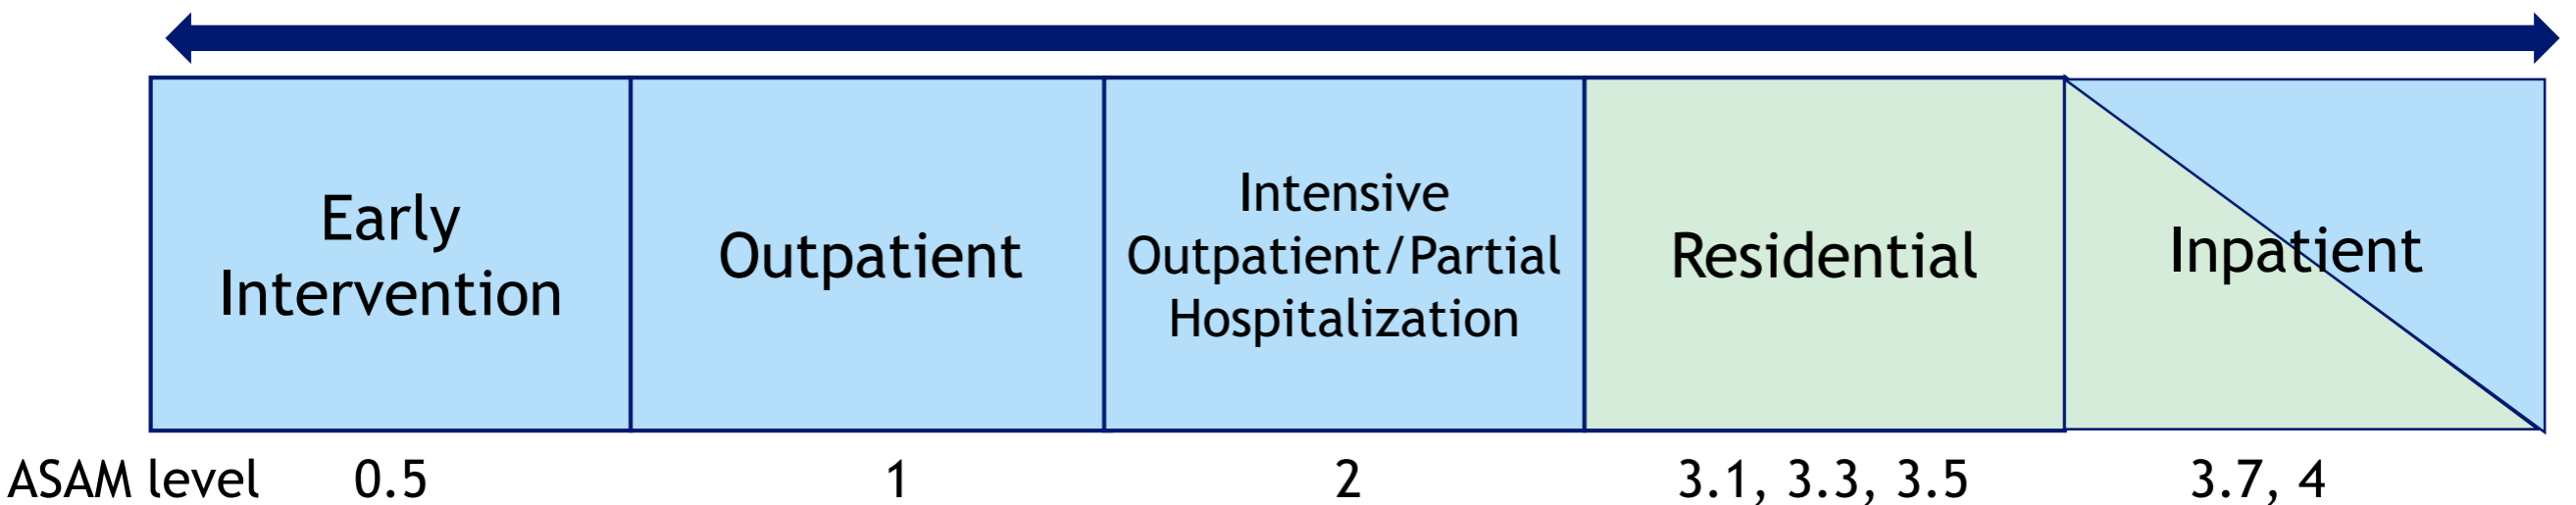 Early
Intervention
Outpatient
Intensive
Outpatient/Partial
Hospitalization
Residential
Inpatient
ASAM level 0.5 1 2 3.1, 3.3, 3.5 3.7, 4